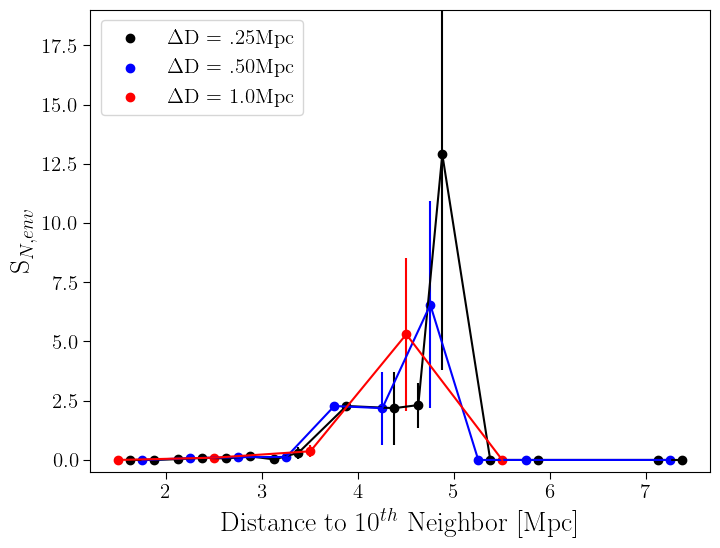 17.5
15.0
12.5
10.0
7.5
5.0
2.5
0.0
S_{N,env}
ΔD = .25Mpc
ΔD = .50Mpc
ΔD = 1.0Mpc
2 3 4 5 6 7
Distance to 10^{th} Neighbor [Mpc]